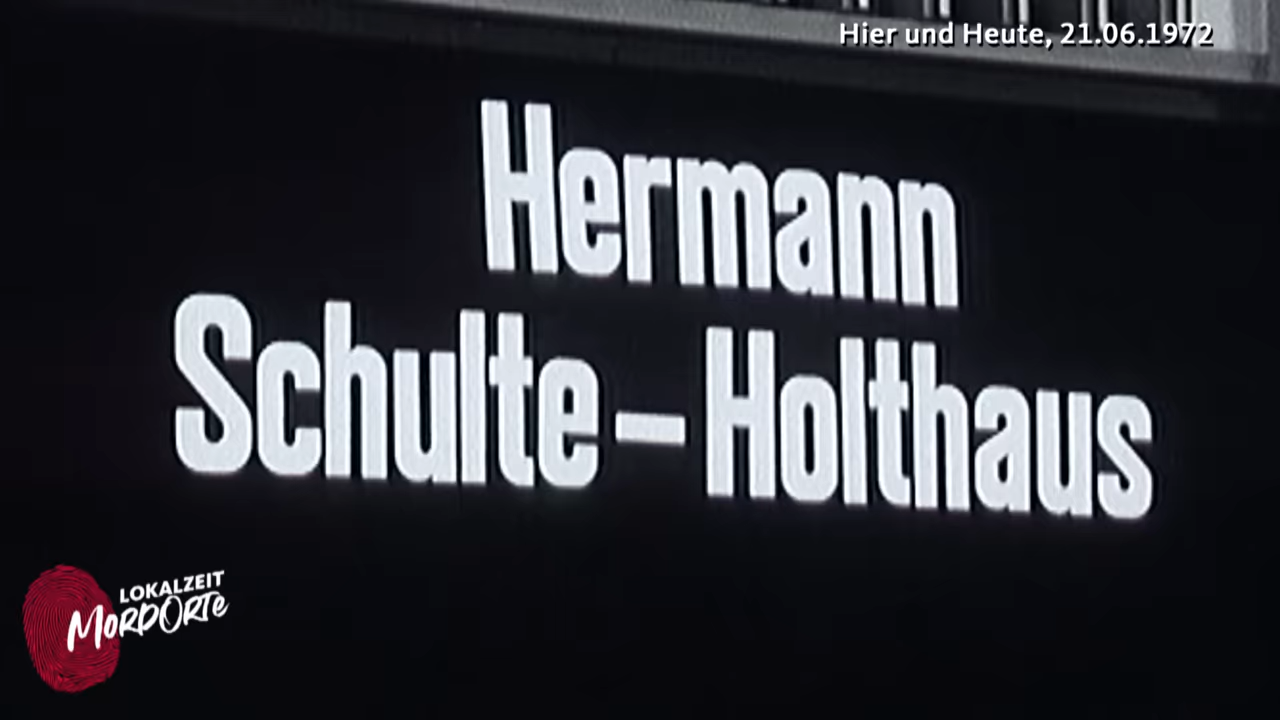 Hier und Heute, 21.06.1972
Hermann
Schulte-Holthaus
LOKALZEIT
MORDORTe